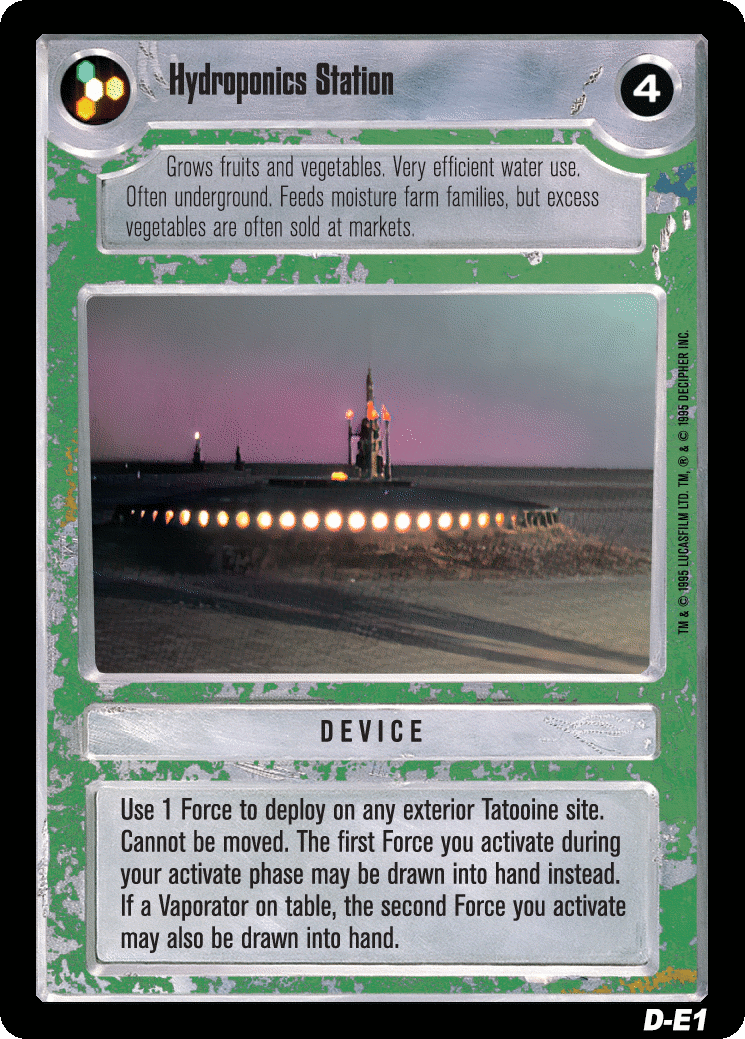 Hydroponics Station
4
Grows fruits and vegetables. Very efficient water use.
Often underground. Feeds moisture farm families, but excess
vegetables are often sold at markets.
TM & © 1995 LUCASFILM LTD. TM, ® & © 1995 DECIPHER INC.
DEVICE
Use 1 Force to deploy on any exterior Tatooine site.
Cannot be moved. The first Force you activate during
your activate phase may be drawn into hand instead.
If a Vaporator on table, the second Force you activate
may also be drawn into hand.
D-E1